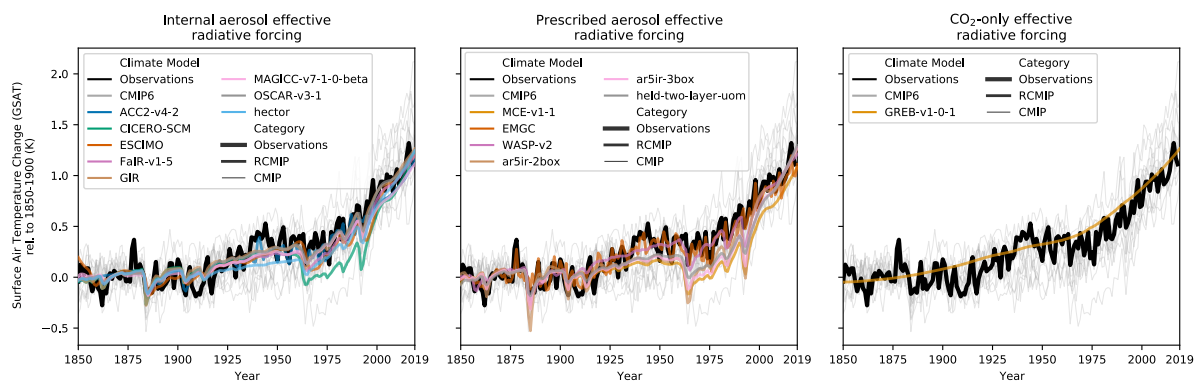 Internal aerosol effective
radiative forcing
Surface Air Temperature Change (GSAT)
rel. to 1850-1900 (K)
2.0
1.5
1.0
0.5
0.0
−0.5
Climate Model
Observations
CMIP6
ACC2-v4-2
CICERO-SCM
ESCIMO
FaIR-v1-5
GIR
MAGICC-v7-1-0-beta
OSCAR-v3-1
hector
Category
Observations
RCMIP
CMIP
1850 1875 1900 1925 1950 1975 2000 2019
Year
Prescribed aerosol effective
radiative forcing
Climate Model
Observations
CMIP6
MCE-v1-1
EMGC
WASP-v2
ar5ir-2box
ar5ir-3box
held-two-layer-uom
Category
Observations
RCMIP
CMIP
1850 1875 1900 1925 1950 1975 2000 2019
Year
CO₂-only effective
radiative forcing
Climate Model
Observations
CMIP6
GREB-v1-0-1
Category
Observations
RCMIP
CMIP
1850 1875 1900 1925 1950 1975 2000 2019
Year